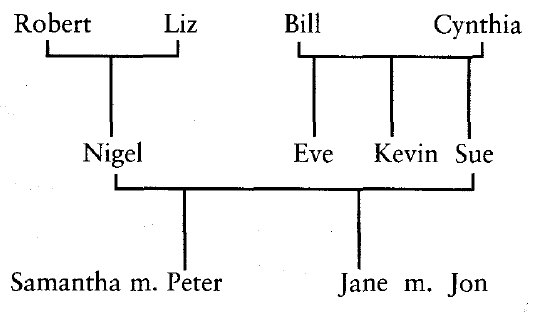 Robert Liz Bill Cynthia
Nigel Eve Kevin Sue
Samantha m. Peter Jane m. Jon